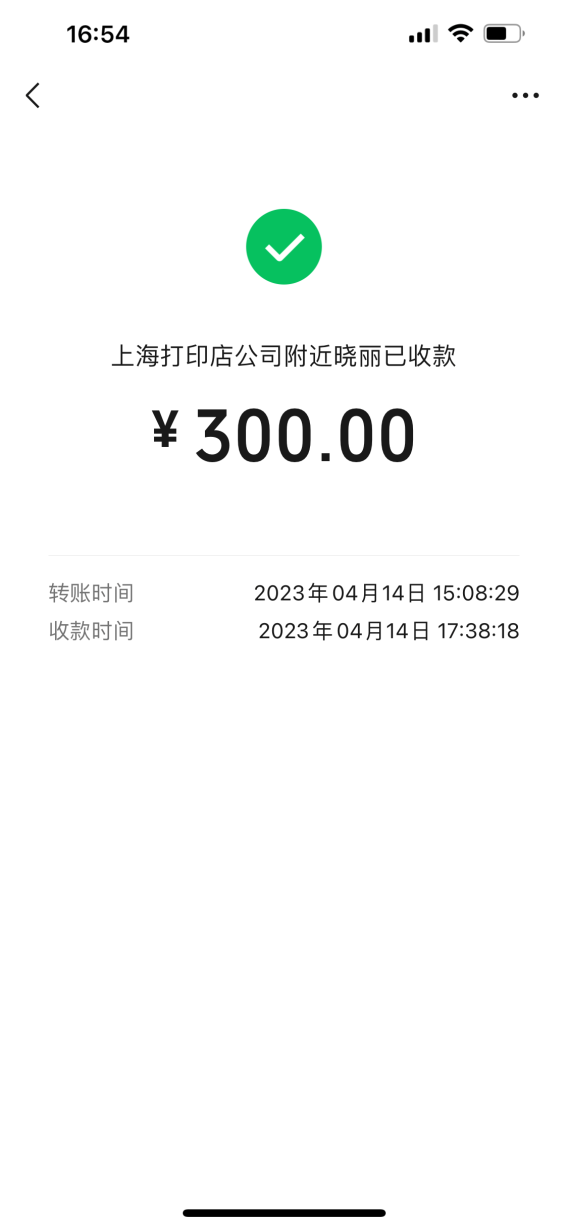 16:54
上海打印店公司附近晓丽已收款
¥300.00
转账时间 2023年04月14日 15:08:29
收款时间 2023年04月14日 17:38:18